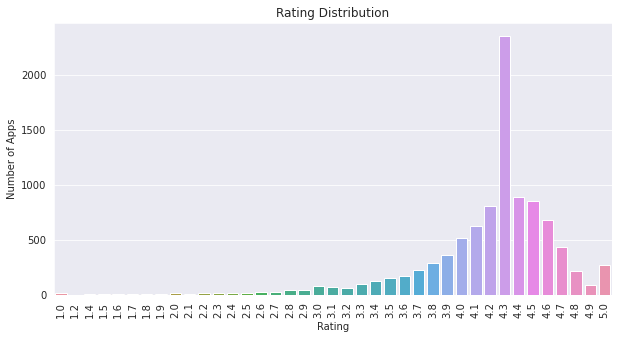 Rating Distribution
Number of Apps
2000
1500
1000
500
0
1.0 1.2 1.4 1.5 1.6 1.7 1.8 1.9 2.0 2.1 2.2 2.3 2.4 2.5 2.6 2.7 2.8 2.9 3.0 3.1 3.2 3.3 3.4 3.5 3.6 3.7 3.8 3.9 4.0 4.1 4.2 4.3 4.4 4.5 4.6 4.7 4.8 4.9 5.0
Rating